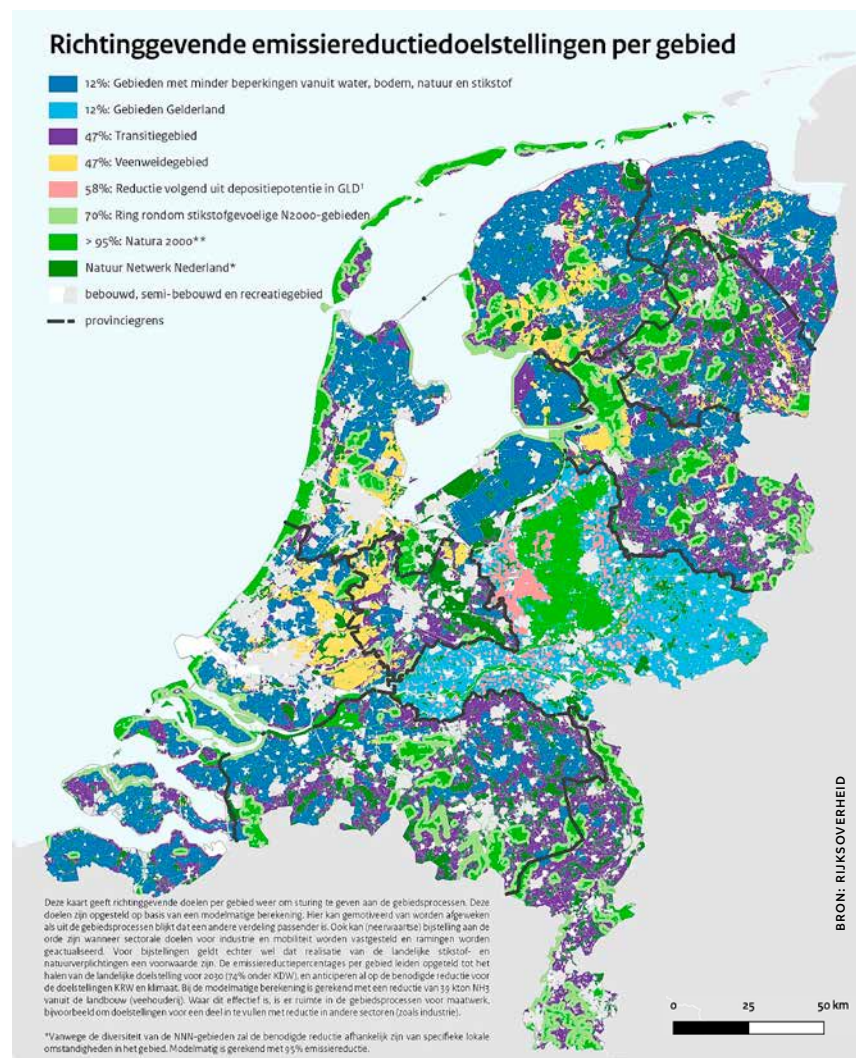 Richtinggevende emissiereductiedoelstellingen per gebied
12%: Gebieden met minder beperkingen vanuit water, bodem, natuur en stikstof
12%: Gebieden Gelderland
47%: Transitiegebied
47%: Veenweidegebied
58%: Reductie volgend uit depositiepotentie in GLD¹
70%: Ring rondom stikstofgevoelige N2000-gebieden
> 95%: Natura 2000**
Natuur Netwerk Nederland*
bebouwd, semi-bebouwd en recreatiegebied
provinciegrens
BRON: RIJKSOVERHEID
Deze kaart geeft richtinggevende doelen per gebied weer om sturing te geven aan de gebiedsprocessen. Deze
doelen zijn opgesteld op basis van een modelmatige berekening. Hier kan gemotiveerd van worden afgeweken
als uit de gebiedsprocessen blijkt dat een andere verdeling passender is. Ook kan (neerwaartse) bijstelling aan de
orde zijn wanneer sectorale doelen voor industrie en mobiliteit worden vastgesteld en ramingen worden
geactualiseerd. Voor bijstellingen geldt echter wel dat realisatie van de landelijke stikstof- en
natuurverplichtingen een voorwaarde zijn. De emissiereductiepercentages per gebied leiden opgeteld tot het
halen van de landelijke doelstelling voor 2030 (74% onder KDW), en anticiperen al op de benodigde reductie voor
de doelstellingen KRW en klimaat. Bij de modelmatige berekening is gerekend met een reductie van 39 kton NH3
vanuit de landbouw (veehouderij). Waar dit effectief is, is er ruimte in de gebiedsprocessen voor maatwerk,
bijvoorbeeld om doelstellingen voor een deel in te vullen met reductie in andere sectoren (zoals industrie).
*Vanwege de diversiteit van de NNN-gebieden zal de benodigde reductie afhankelijk zijn van specifieke lokale
omstandigheden in het gebied. Modelmatig is gerekend met 95% emissiereductie.
0 25 50 km